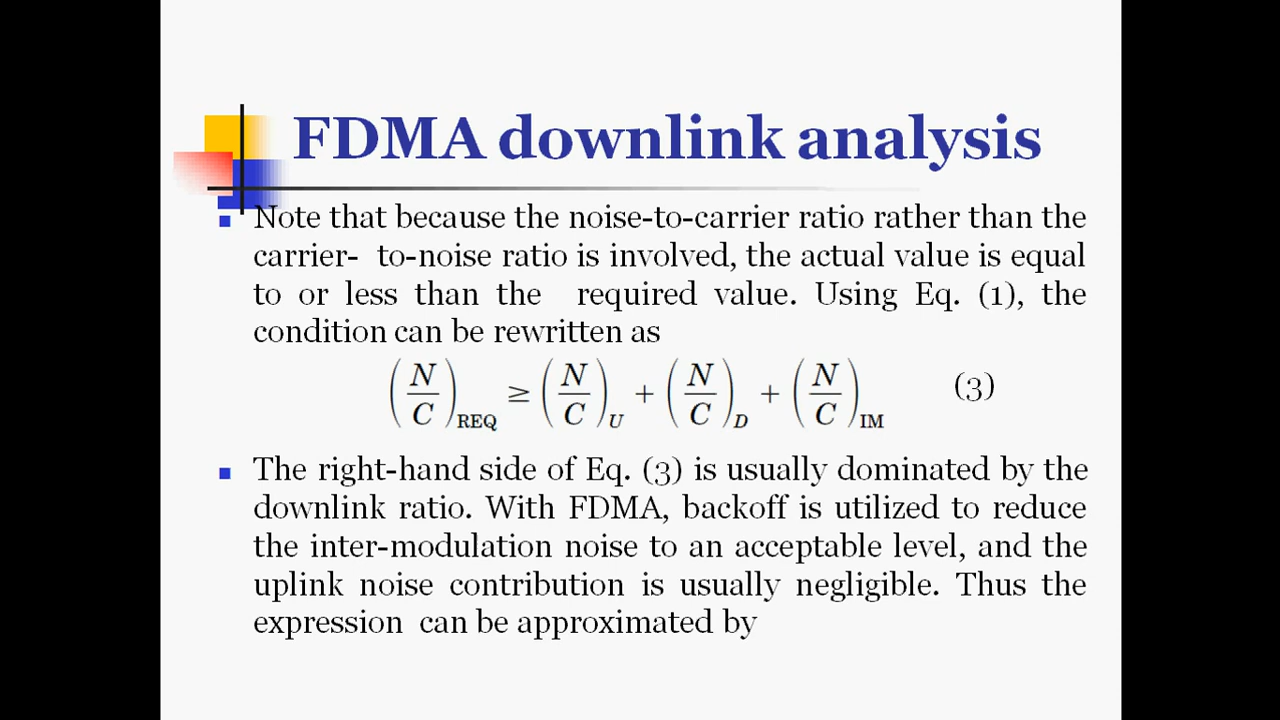 FDMA downlink analysis
Note that because the noise-to-carrier ratio rather than the
carrier- to-noise ratio is involved, the actual value is equal
to or less than the required value. Using Eq. (1), the
condition can be rewritten as
(N/C)_REQ ≥ (N/C)_U + (N/C)_D + (N/C)_IM (3)
The right-hand side of Eq. (3) is usually dominated by the
downlink ratio. With FDMA, backoff is utilized to reduce
the inter-modulation noise to an acceptable level, and the
uplink noise contribution is usually negligible. Thus the
expression can be approximated by